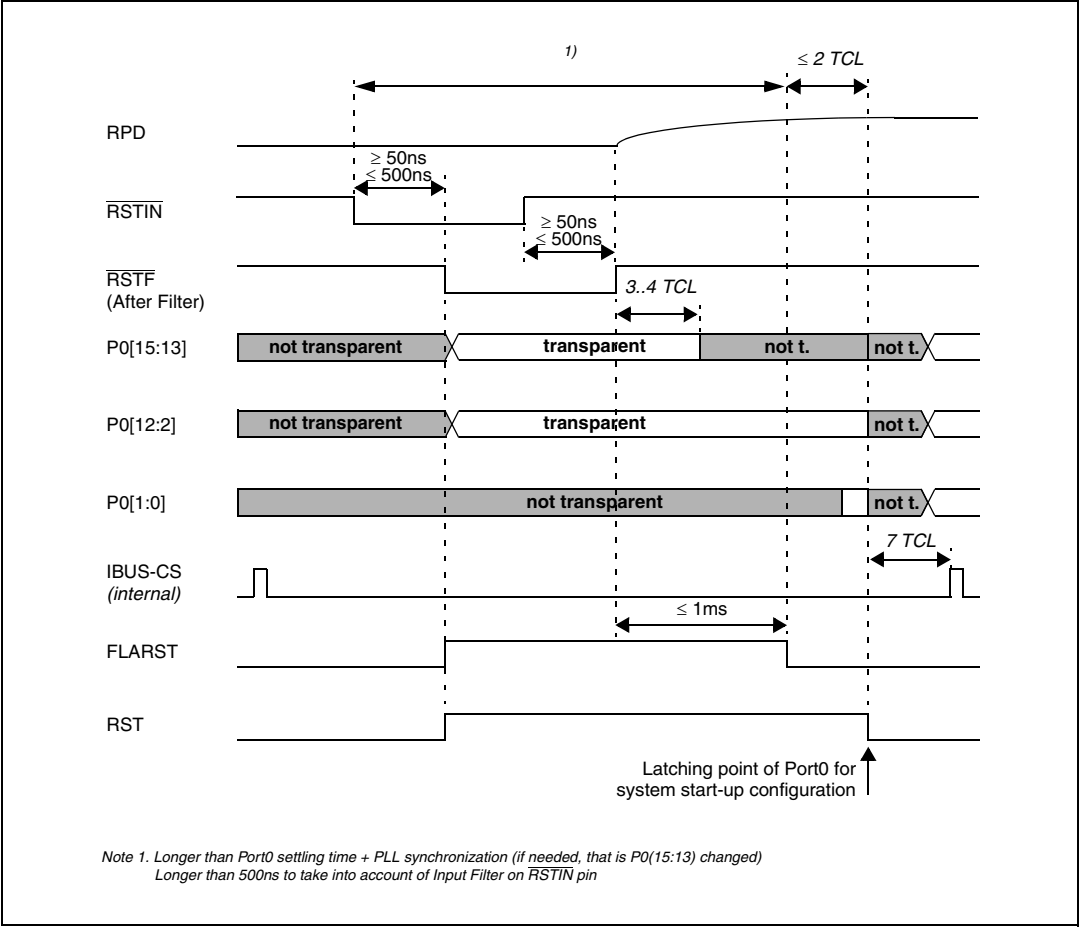 1)
≤ 2 TCL
RPD
≥ 50ns
≤ 500ns
RSTIN
≥ 50ns
≤ 500ns
RSTF
(After Filter)
3..4 TCL
P0[15:13]
not transparent
transparent
not t.
not t.
P0[12:2]
not transparent
transparent
not t.
P0[1:0]
not transparent
not t.
7 TCL
IBUS-CS
(internal)
≤ 1ms
FLARST
RST
Latching point of Port0 for
system start-up configuration
Note 1. Longer than Port0 settling time + PLL synchronization (if needed, that is P0(15:13) changed)
Longer than 500ns to take into account of Input Filter on RSTIN pin